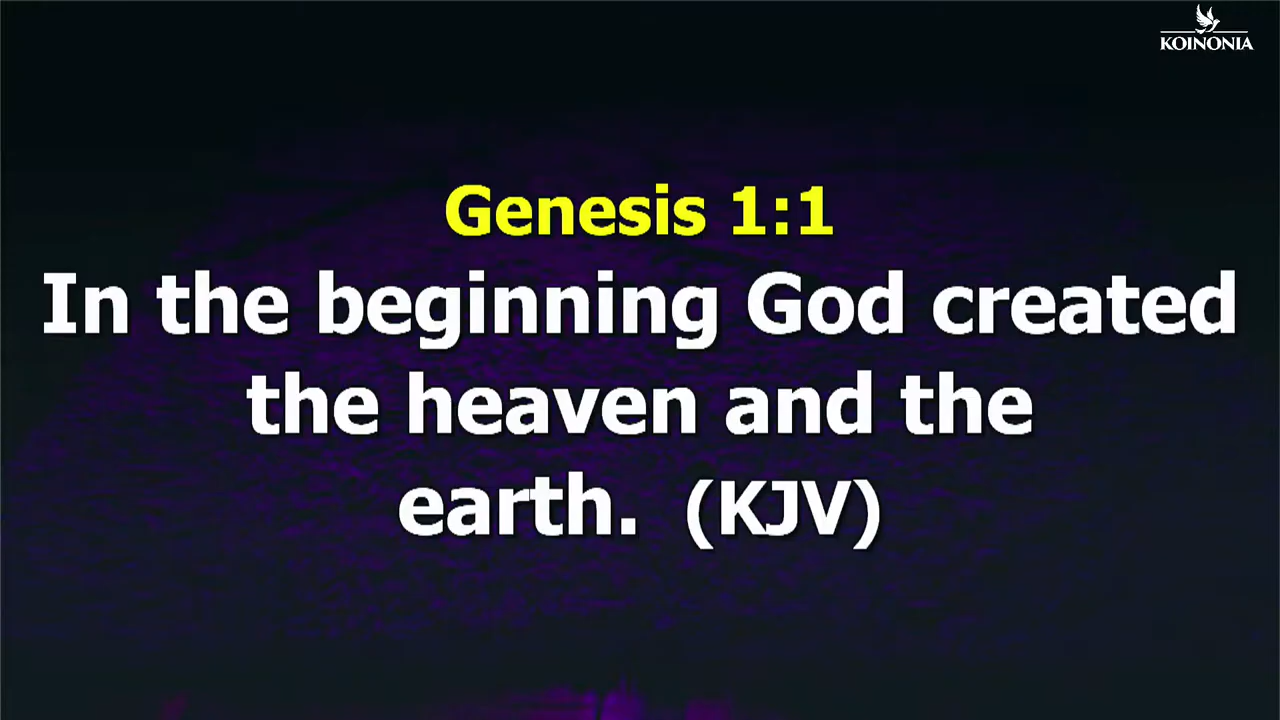 KOINONIA
Genesis 1:1
In the beginning God created
the heaven and the
earth.  (KJV)